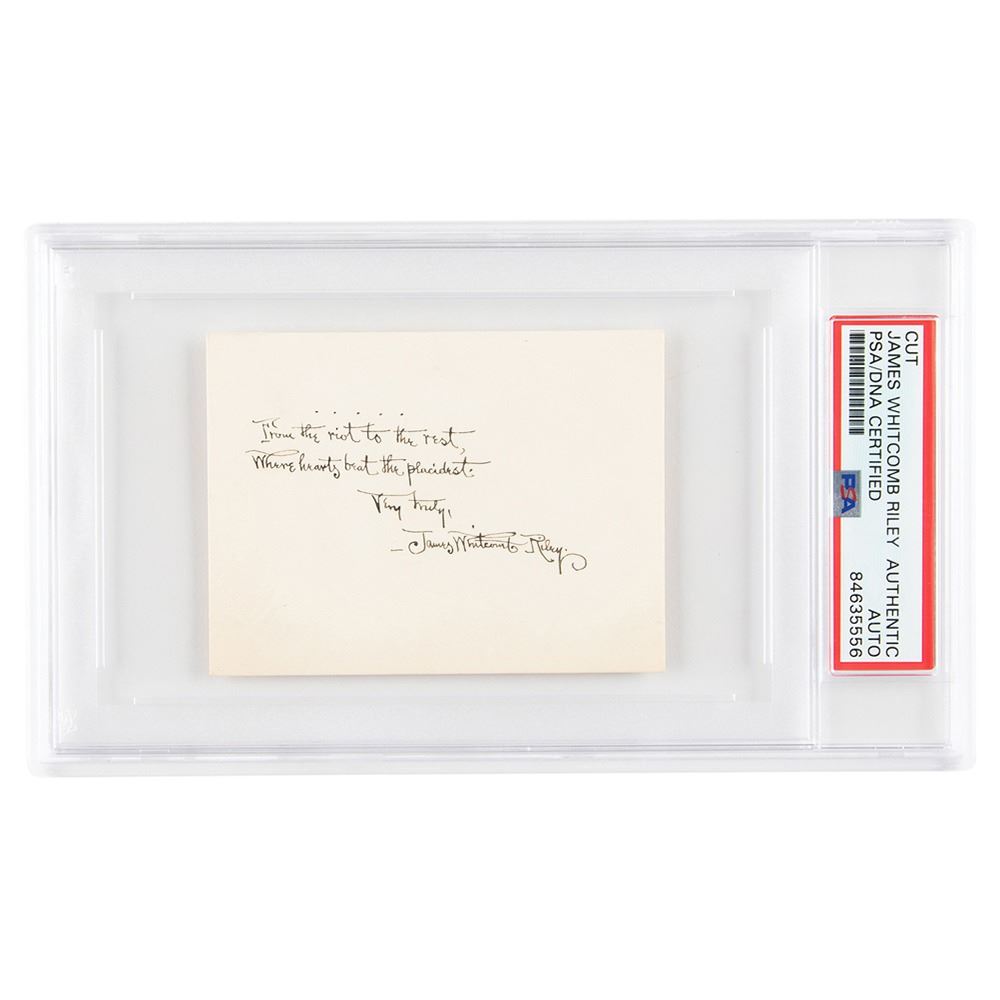 . . . . .
From the riot to the rest,
Where hearts beat the placidest.
Very truly,
– James Whitcomb Riley.
CUT
JAMES WHITCOMB RILEY AUTHENTIC
PSA/DNA CERTIFIED AUTO
PSA 84635556